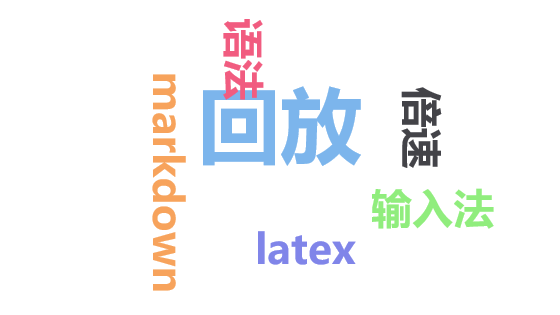 语法
markdown
回放
倍速
输入法
latex